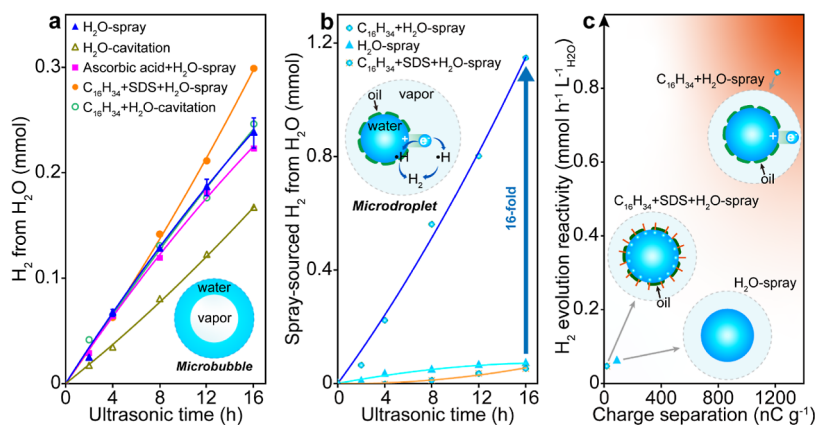 a
H₂O-spray
H₂O-cavitation
Ascorbic acid+H₂O-spray
C₁₆H₃₄+SDS+H₂O-spray
C₁₆H₃₄+H₂O-cavitation
H₂ from H₂O (mmol)
0.3
0.2
0.1
0
0 4 8 12 16
Ultrasonic time (h)
water
vapor
Microbubble
b
C₁₆H₃₄+H₂O-spray
H₂O-spray
C₁₆H₃₄+SDS+H₂O-spray
Spray-sourced H₂ from H₂O (mmol)
1.2
0.8
0.4
0
0 4 8 12 16
Ultrasonic time (h)
oil
vapor
water
+
•H
•H
H₂
Microdroplet
16-fold
c
H₂ evolution reactivity (mmol h⁻¹ L⁻¹H2O)
0.8
0.6
0.4
0.2
0
0 400 800 1200
Charge separation (nC g⁻¹)
C₁₆H₃₄+H₂O-spray
+
oil
C₁₆H₃₄+SDS+H₂O-spray
oil
H₂O-spray